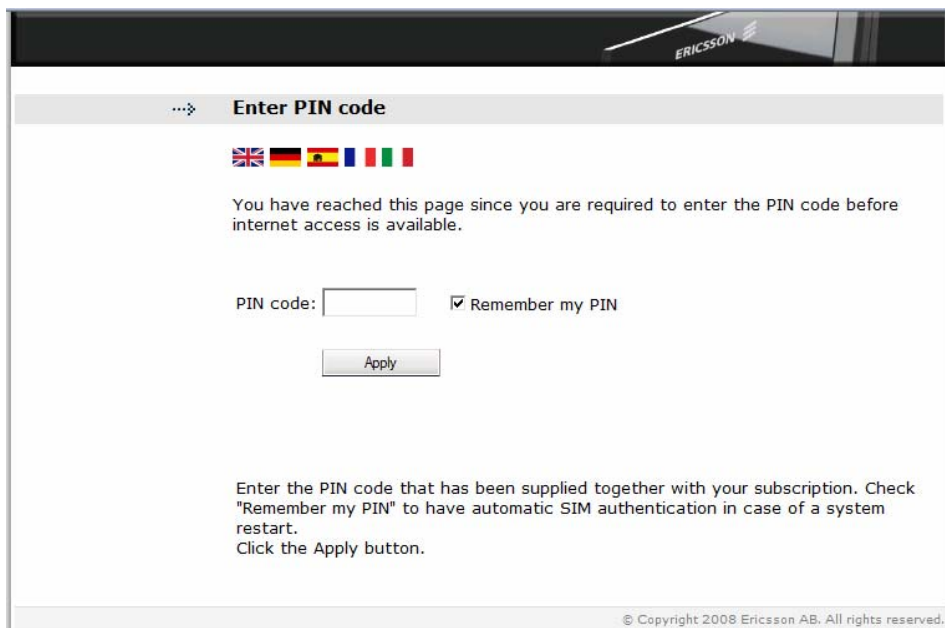 ERICSSON
Enter PIN code
You have reached this page since you are required to enter the PIN code before
internet access is available.
PIN code:
Remember my PIN
Apply
Enter the PIN code that has been supplied together with your subscription. Check
"Remember my PIN" to have automatic SIM authentication in case of a system
restart.
Click the Apply button.
© Copyright 2008 Ericsson AB. All rights reserved.